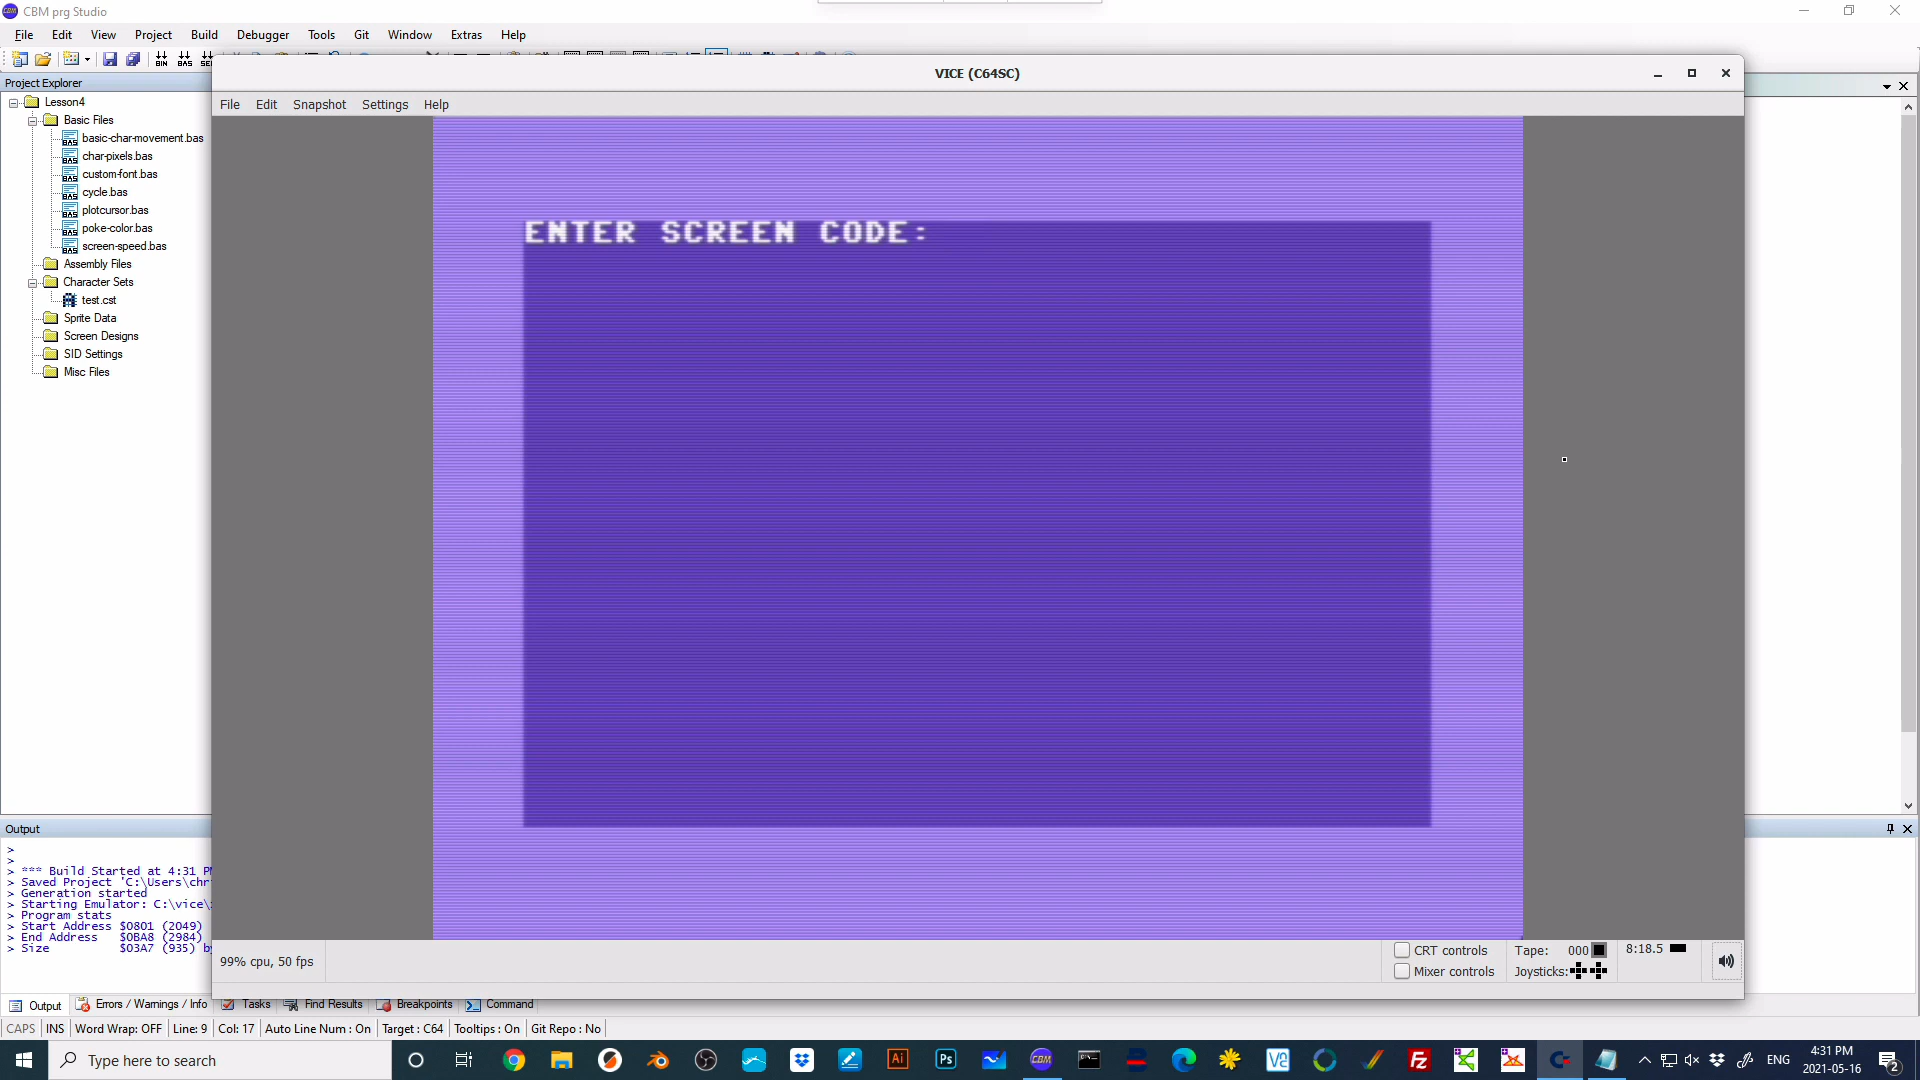 CBM prg Studio
File Edit View Project Build Debugger Tools Git Window Extras Help
Project Explorer
VICE (C64SC)
File Edit Snapshot Settings Help
Lesson4
Basic Files
basic-char-movement.bas
char-pixels.bas
custom-font.bas
cycle.bas
plotcursor.bas
poke-color.bas
screen-speed.bas
Assembly Files
Character Sets
test.cst
Sprite Data
Screen Designs
SID Settings
Misc Files
ENTER SCREEN CODE:
Output
>
>
> *** Build Started at 4:31 P
> Saved Project 'C:\Users\chr
> Generation started
> Starting Emulator: C:\vice\
> Program stats
> Start Address $0801 (2049)
> End Address $0BA8 (2984)
> Size $03A7 (935) b
99% cpu, 50 fps
CRT controls
Mixer controls
Tape: 000
Joysticks:
8:18.5
Output Errors / Warnings / Info Tasks Find Results Breakpoints Command
CAPS INS Word Wrap: OFF Line: 9 Col: 17 Auto Line Num : On Target : C64 Tooltips : On Git Repo : No
Type here to search
ENG
4:31 PM
2021-05-16
2